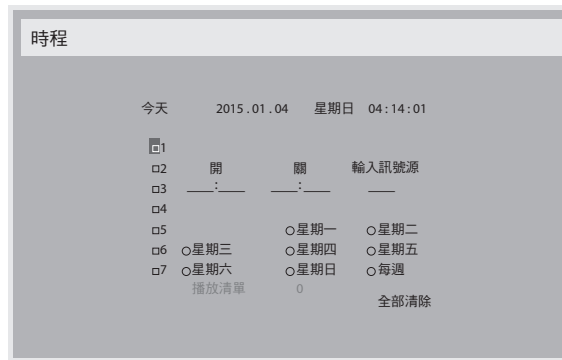 時程
今天 2015.01.04 星期日 04:14:01
1
2 開 關 輸入訊號源
3 ___:___ ___:___ ___
4
5 星期一 星期二
6 星期三 星期四 星期五
7 星期六 星期日 每週
播放清單 0
全部清除